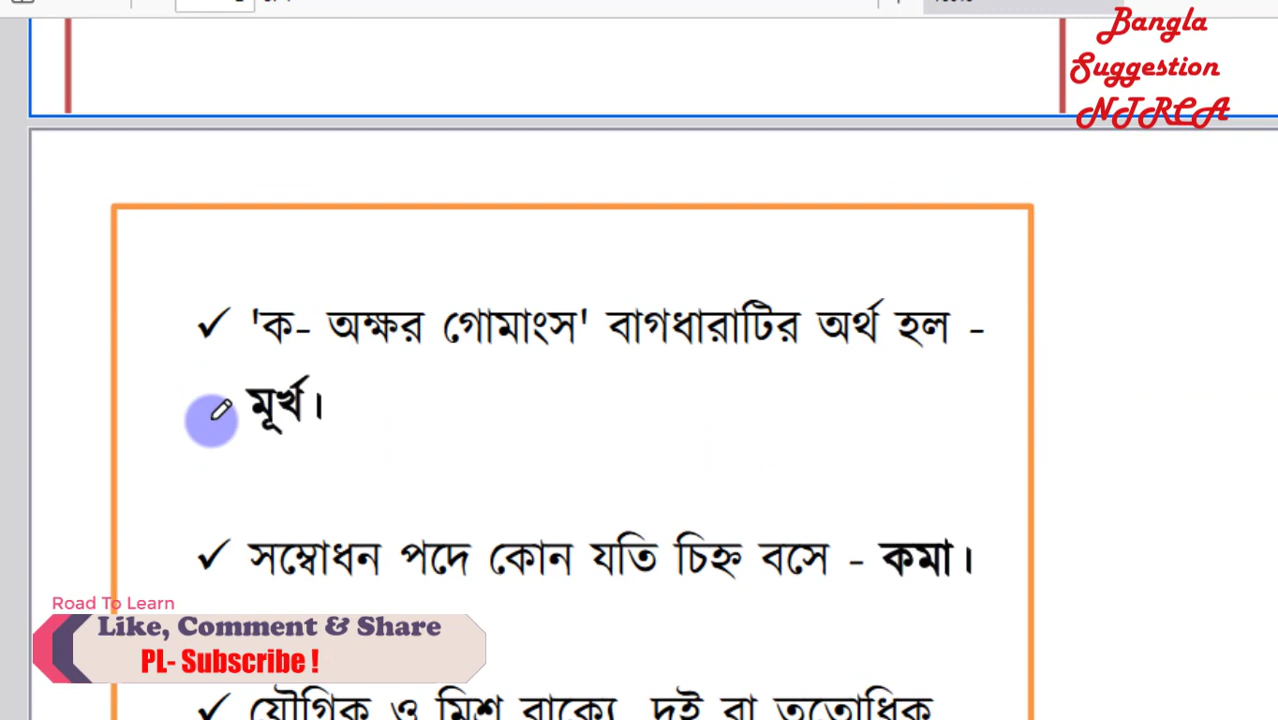 Bangla
Suggestion
NTRCA
✓ 'ক- অক্ষর গোমাংস' বাগধারাটির অর্থ হল -
মূর্খ।
✓ সম্বোধন পদে কোন যতি চিহ্ন বসে - কমা।
Road To Learn
Like, Comment & Share
PL- Subscribe !
✓ যৌগিক ও মিশ্র বাক্যে দুই বা ততোধিক